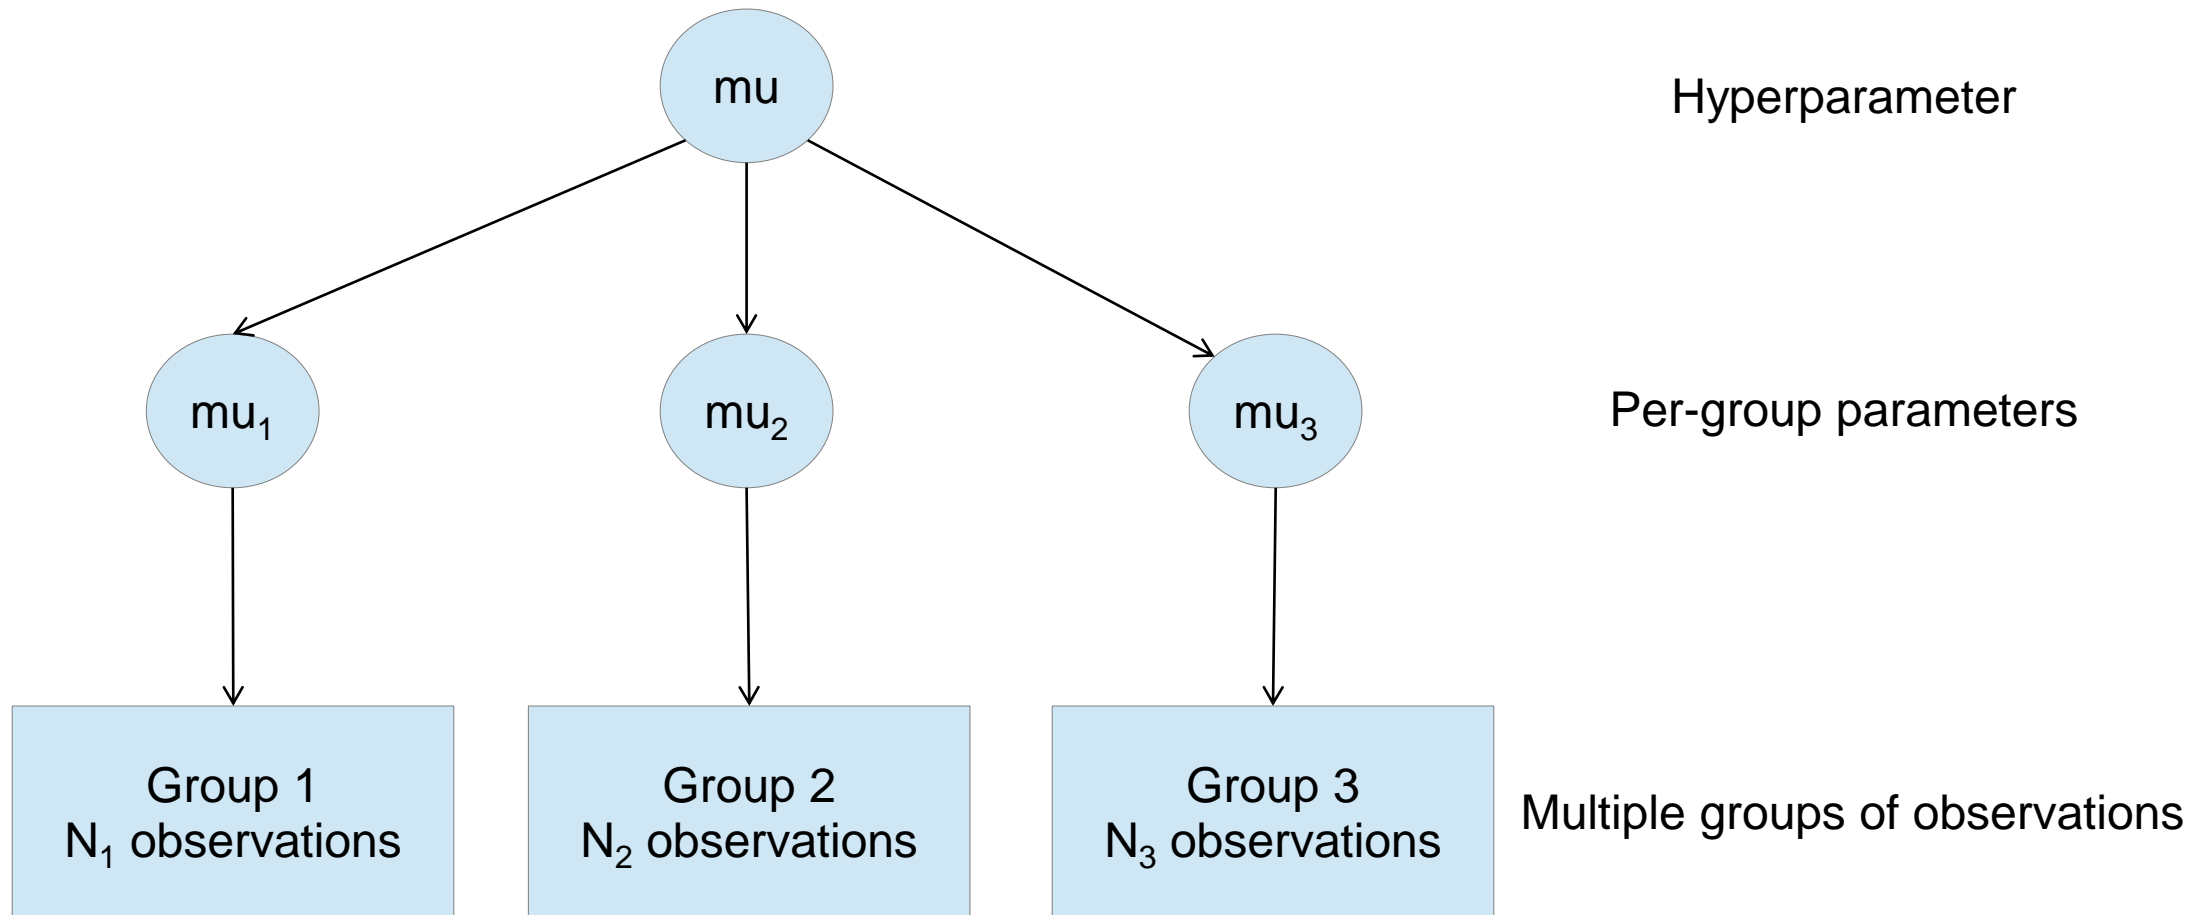 mu
Hyperparameter
mu₁
mu₂
mu₃
Per-group parameters
Group 1
N₁ observations
Group 2
N₂ observations
Group 3
N₃ observations
Multiple groups of observations